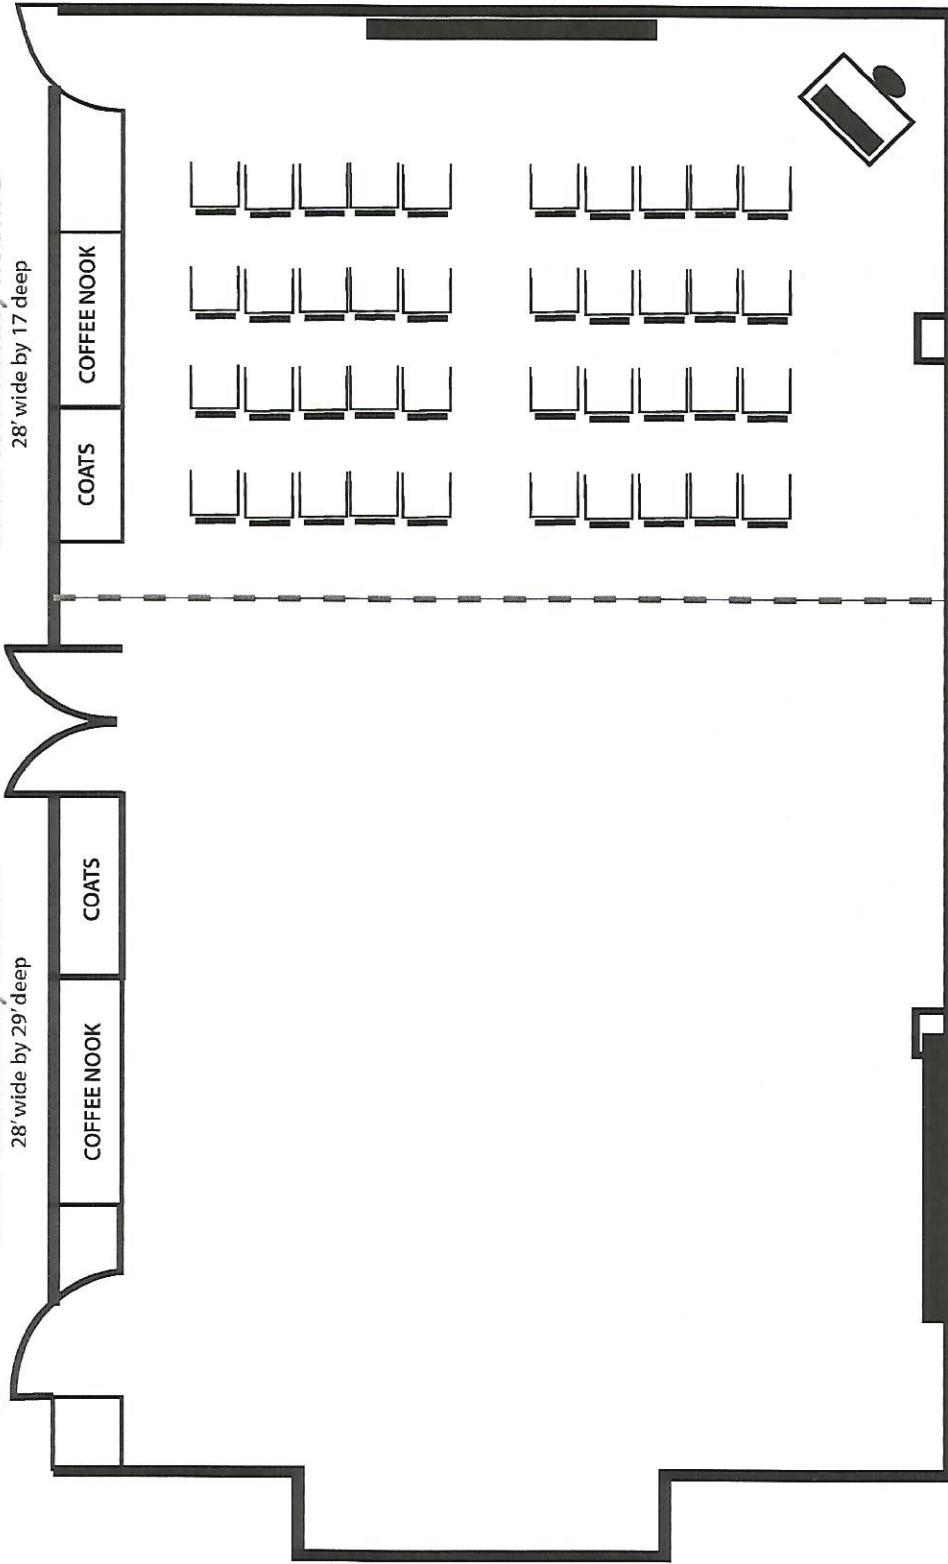 28' wide by 17 deep
COFFEE NOOK
COATS
28' wide by 29' deep
COATS
COFFEE NOOK